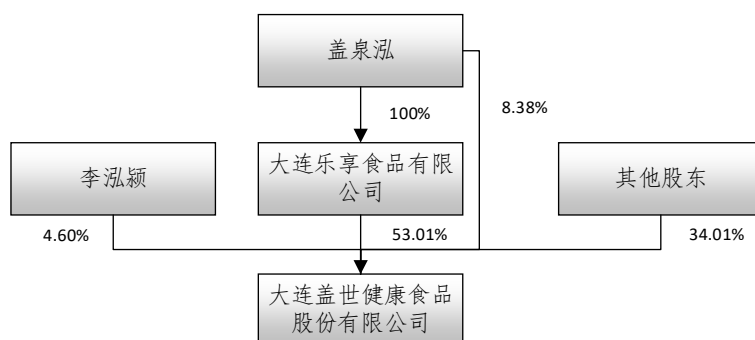 盖泉泓
100%
8.38%
李泓颍
大连乐享食品有限
公司
其他股东
4.60%
53.01%
34.01%
大连盖世健康食品
股份有限公司